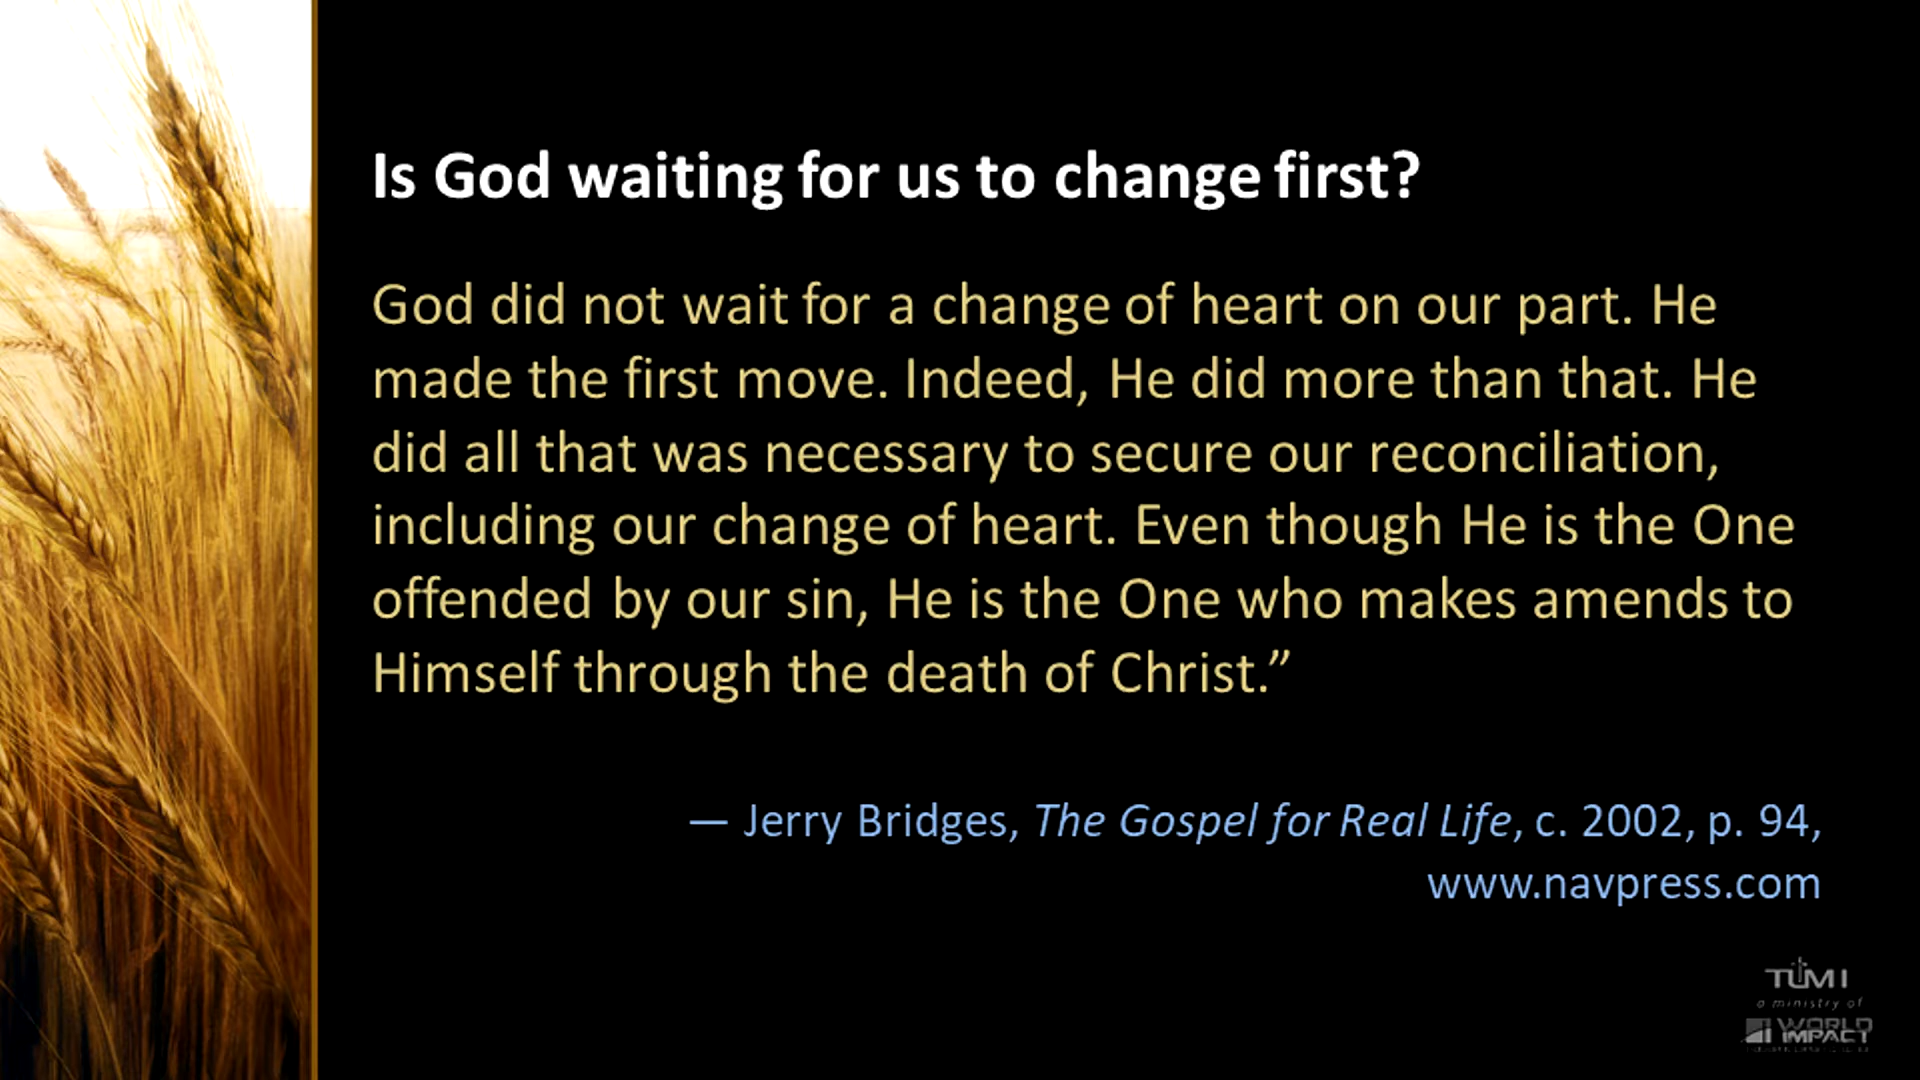 Is God waiting for us to change first?
God did not wait for a change of heart on our part. He
made the first move. Indeed, He did more than that. He
did all that was necessary to secure our reconciliation,
including our change of heart. Even though He is the One
offended by our sin, He is the One who makes amends to
Himself through the death of Christ.”
— Jerry Bridges, The Gospel for Real Life, c. 2002, p. 94,
www.navpress.com
TUMI
a ministry of
WORLD
IMPACT